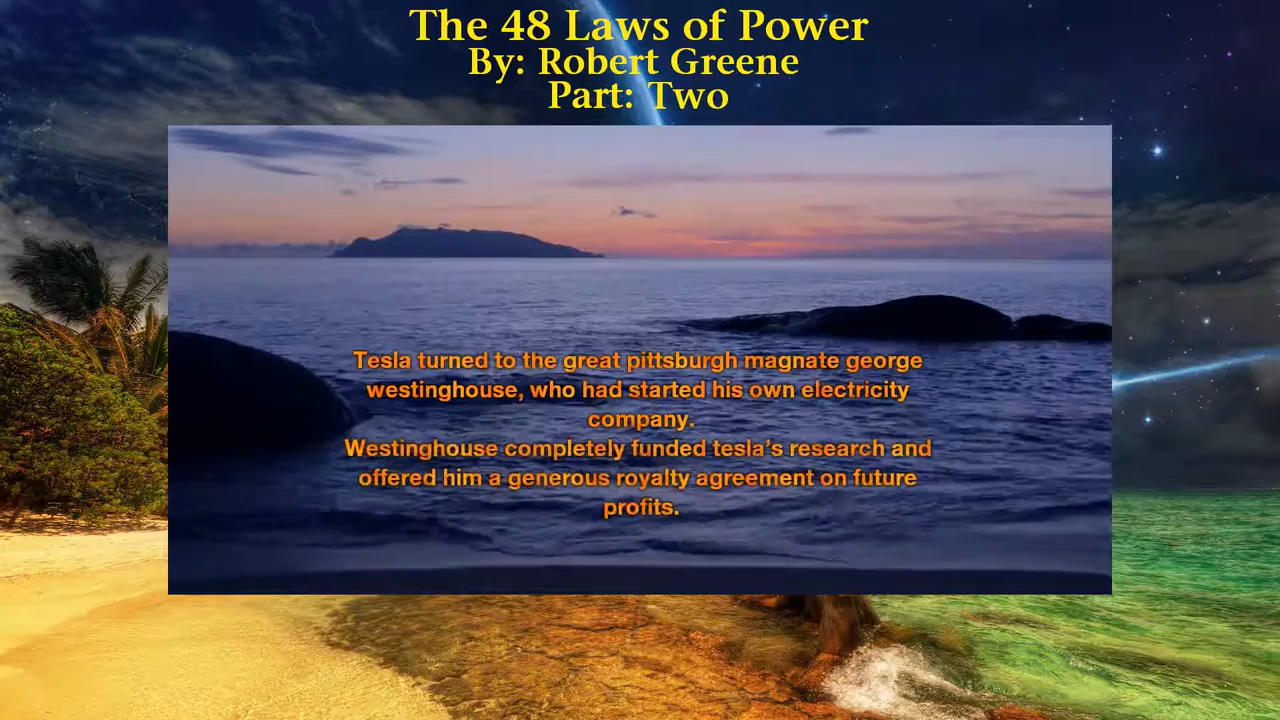 The 48 Laws of Power
By: Robert Greene
Part: Two
Tesla turned to the great pittsburgh magnate george
westinghouse, who had started his own electricity
company.
Westinghouse completely funded tesla's research and
offered him a generous royalty agreement on future
profits.